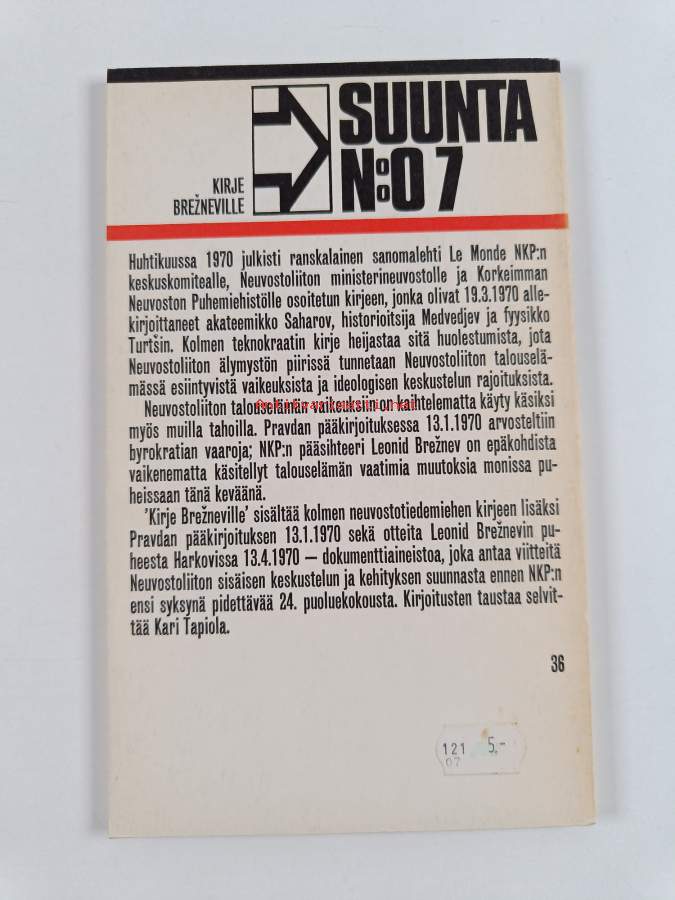 SUUNTA
N:o 7
KIRJE
BREŽNEVILLE
Huhtikuussa 1970 julkisti ranskalainen sanomalehti Le Monde NKP:n
keskuskomitealle, Neuvostoliiton ministerineuvostolle ja Korkeimman
Neuvoston Puhemiehistölle osoitetun kirjeen, jonka olivat 19.3.1970 alle-
kirjoittaneet akateemikko Saharov, historioitsija Medvedjev ja fyysikko
Turtšin. Kolmen teknokraatin kirje heijastaa sitä huolestumista, jota
Neuvostoliiton älymystön piirissä tunnetaan Neuvostoliiton talouselä-
mässä esiintyvistä vaikeuksista ja ideologisen keskustelun rajoituksista.
Neuvostoliiton talouselämän vaikeuksiin on kaihtelematta käyty käsiksi
myös muilla tahoilla. Pravdan pääkirjoituksessa 13.1.1970 arvosteltiin
byrokratian vaaroja; NKP:n pääsihteeri Leonid Brežnev on epäkohdista
vaikenematta käsitellyt talouselämän vaatimia muutoksia monissa pu-
heissaan tänä keväänä.
'Kirje Brežneville' sisältää kolmen neuvostotiedemiehen kirjeen lisäksi
Pravdan pääkirjoituksen 13.1.1970 sekä otteita Leonid Brežnevin pu-
heesta Harkovissa 13.4.1970 — dokumenttiaineistoa, joka antaa viitteitä
Neuvostoliiton sisäisen keskustelun ja kehityksen suunnasta ennen NKP:n
ensi syksynä pidettävää 24. puoluekokousta. Kirjoitusten taustaa selvit-
tää Kari Tapiola.
36
121 5,-
07